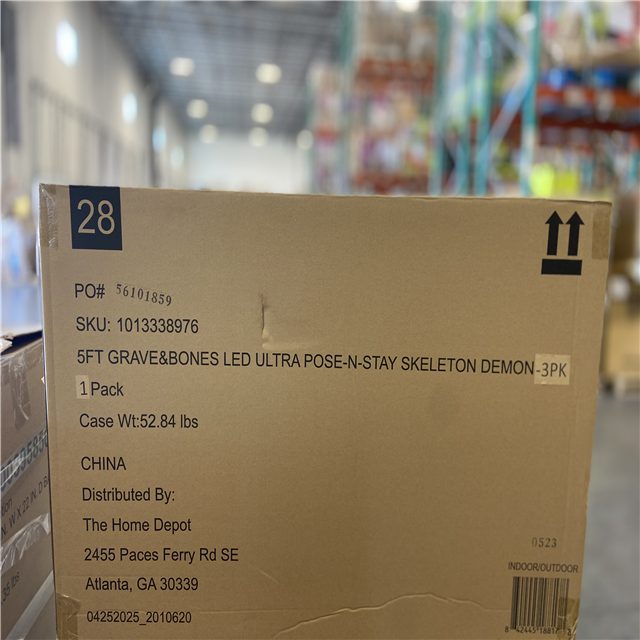 28
PO# 56101859
SKU: 1013338976
5FT GRAVE&BONES LED ULTRA POSE-N-STAY SKELETON DEMON-3PK
1 Pack
Case Wt:52.84 lbs
CHINA
Distributed By:
The Home Depot
2455 Paces Ferry Rd SE
Atlanta, GA 30339
04252025_2010620
0523
INDOOR/OUTDOOR